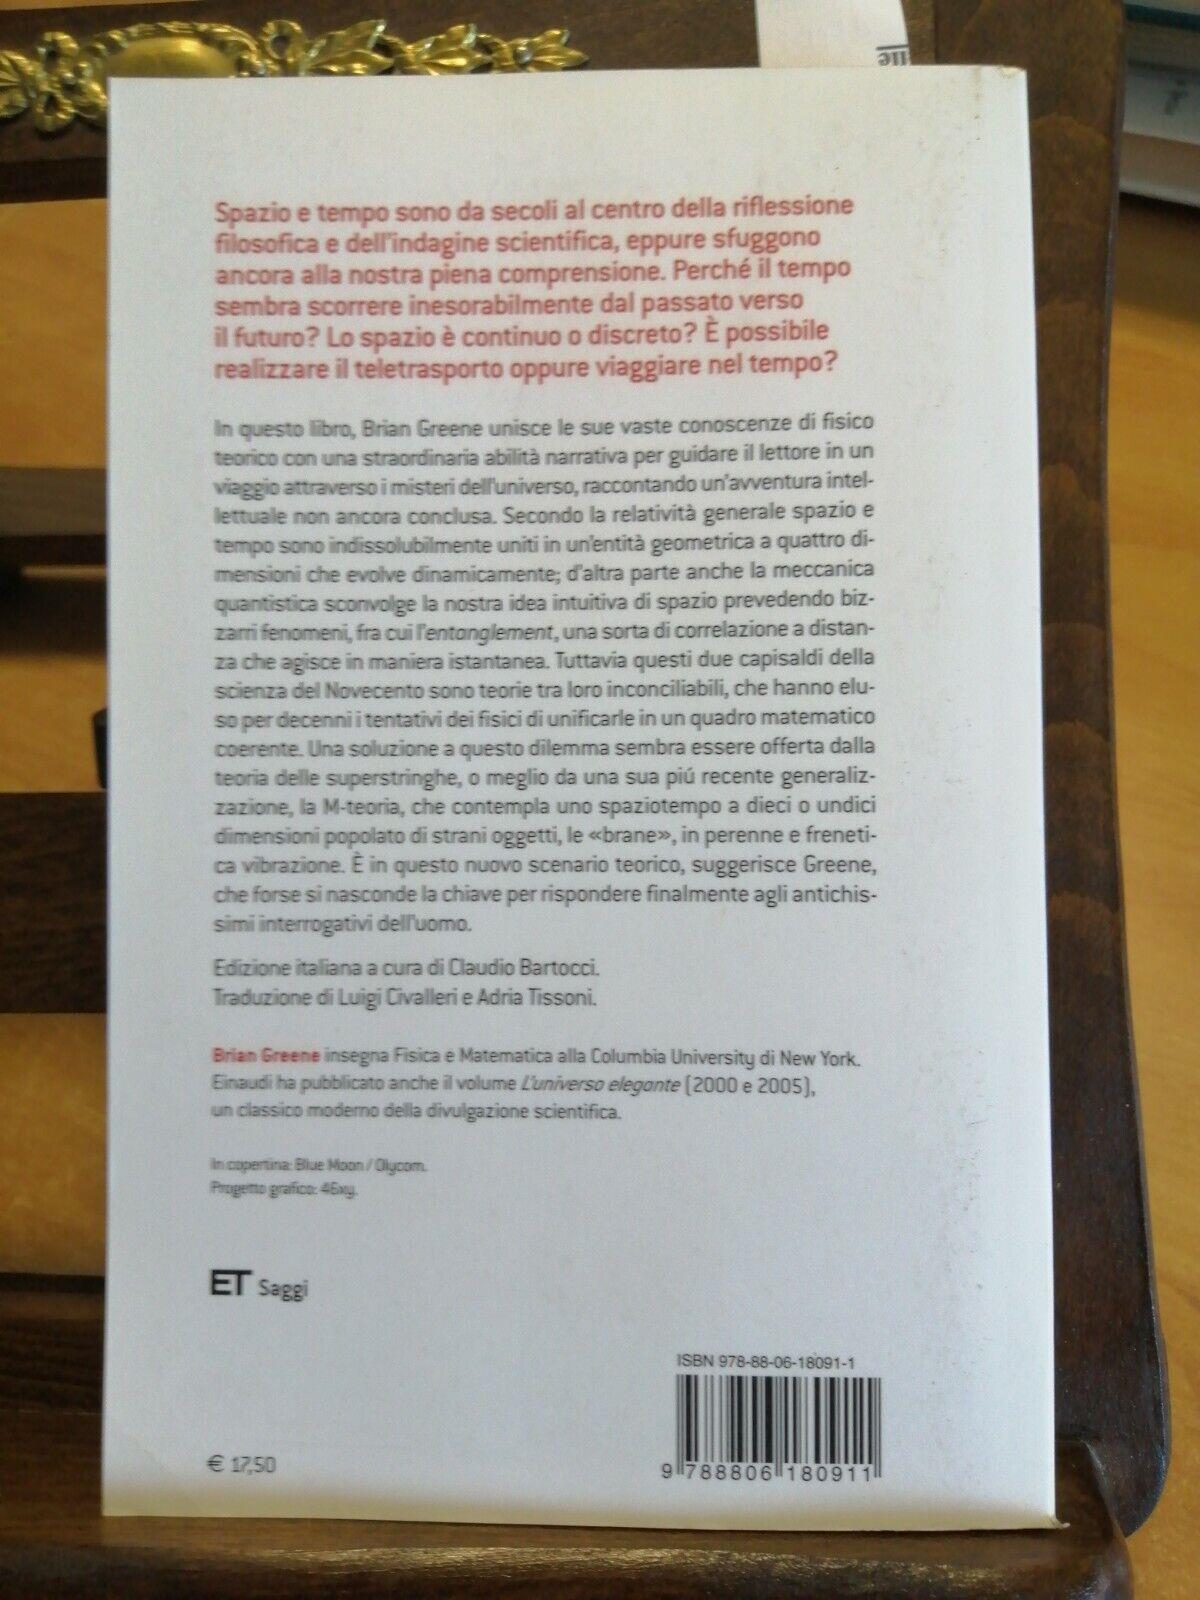 Spazio e tempo sono da secoli al centro della riflessione
filosofica e dell'indagine scientifica, eppure sfuggono
ancora alla nostra piena comprensione. Perché il tempo
sembra scorrere inesorabilmente dal passato verso
il futuro? Lo spazio è continuo o discreto? È possibile
realizzare il teletrasporto oppure viaggiare nel tempo?
In questo libro, Brian Greene unisce le sue vaste conoscenze di fisico
teorico con una straordinaria abilità narrativa per guidare il lettore in un
viaggio attraverso i misteri dell'universo, raccontando un'avventura intel-
lettuale non ancora conclusa. Secondo la relatività generale spazio e
tempo sono indissolubilmente uniti in un'entità geometrica a quattro di-
mensioni che evolve dinamicamente; d'altra parte anche la meccanica
quantistica sconvolge la nostra idea intuitiva di spazio prevedendo biz-
zarri fenomeni, fra cui l'entanglement, una sorta di correlazione a distan-
za che agisce in maniera istantanea. Tuttavia questi due capisaldi della
scienza del Novecento sono teorie tra loro inconciliabili, che hanno elu-
so per decenni i tentativi dei fisici di unificarle in un quadro matematico
coerente. Una soluzione a questo dilemma sembra essere offerta dalla
teoria delle superstringhe, o meglio da una sua piú recente generaliz-
zazione, la M-teoria, che contempla uno spaziotempo a dieci o undici
dimensioni popolato di strani oggetti, le «brane», in perenne e freneti-
ca vibrazione. È in questo nuovo scenario teorico, suggerisce Greene,
che forse si nasconde la chiave per rispondere finalmente agli antichis-
simi interrogativi dell'uomo.
Edizione italiana a cura di Claudio Bartocci.
Traduzione di Luigi Civalleri e Adria Tissoni.
Brian Greene insegna Fisica e Matematica alla Columbia University di New York.
Einaudi ha pubblicato anche il volume L'universo elegante (2000 e 2005),
un classico moderno della divulgazione scientifica.
In copertina: Blue Moon / Olycom.
Progetto grafico: 46xy.
ET Saggi
ISBN 978-88-06-18091-1
€ 17,50
9 788806 180911